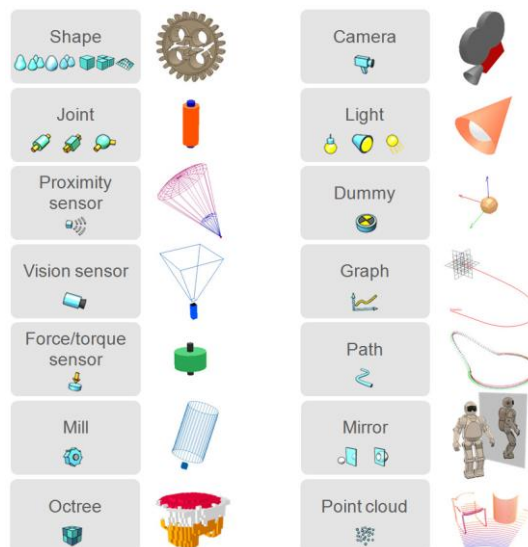 Shape
Joint
Proximity
sensor
Vision sensor
Force/torque
sensor
Mill
Octree
Camera
Light
Dummy
Graph
Path
Mirror
Point cloud